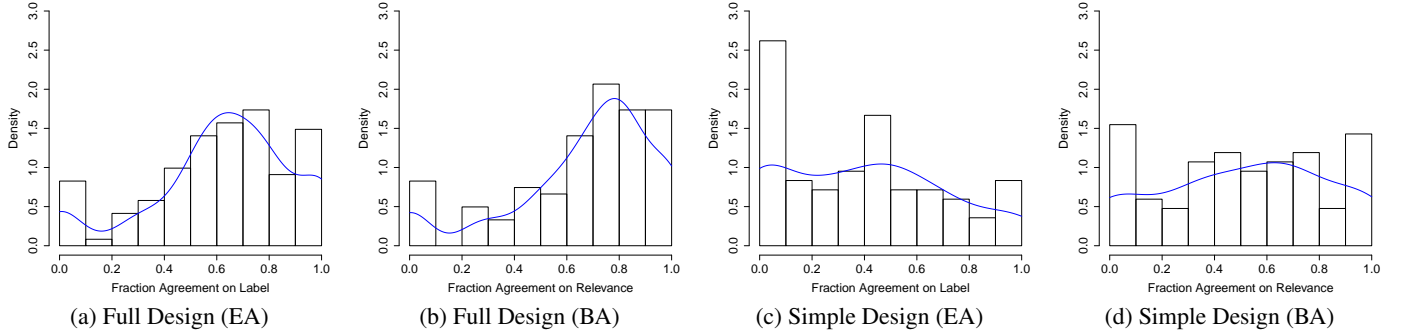 Density
3.0
2.5
2.0
1.5
1.0
0.5
0.0
0.0 0.2 0.4 0.6 0.8 1.0
Fraction Agreement on Label
(a) Full Design (EA)
Density
3.0
2.5
2.0
1.5
1.0
0.5
0.0
0.0 0.2 0.4 0.6 0.8 1.0
Fraction Agreement on Relevance
(b) Full Design (BA)
Density
3.0
2.5
2.0
1.5
1.0
0.5
0.0
0.0 0.2 0.4 0.6 0.8 1.0
Fraction Agreement on Label
(c) Simple Design (EA)
Density
3.0
2.5
2.0
1.5
1.0
0.5
0.0
0.0 0.2 0.4 0.6 0.8 1.0
Fraction Agreement on Relevance
(d) Simple Design (BA)